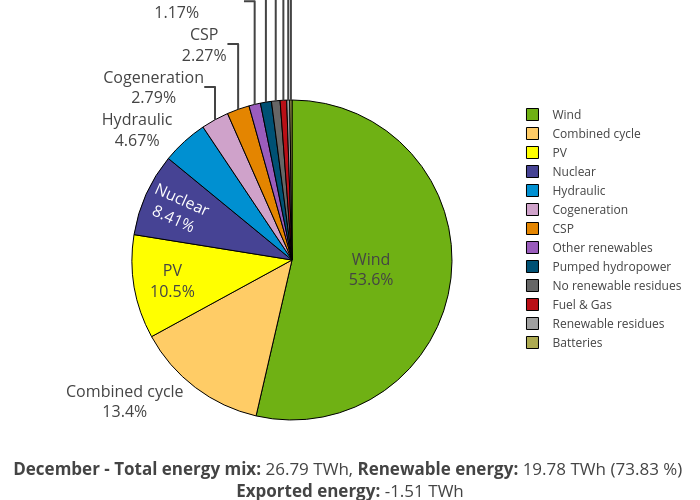 1.17%
CSP
2.27%
Cogeneration
2.79%
Hydraulic
4.67%
Nuclear
8.41%
PV
10.5%
Combined cycle
13.4%
Wind
53.6%
Wind
Combined cycle
PV
Nuclear
Hydraulic
Cogeneration
CSP
Other renewables
Pumped hydropower
No renewable residues
Fuel & Gas
Renewable residues
Batteries
December - Total energy mix: 26.79 TWh, Renewable energy: 19.78 TWh (73.83 %)
Exported energy: -1.51 TWh